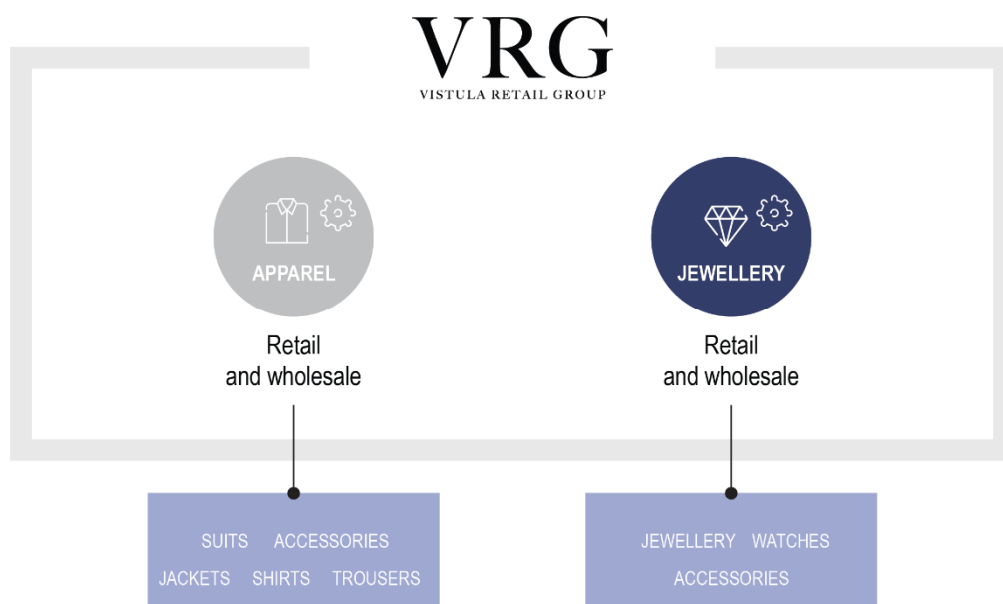 VRG
VISTULA RETAIL GROUP
APPAREL
Retail
and wholesale
SUITS ACCESSORIES
JACKETS SHIRTS TROUSERS
JEWELLERY
Retail
and wholesale
JEWELLERY WATCHES
ACCESSORIES